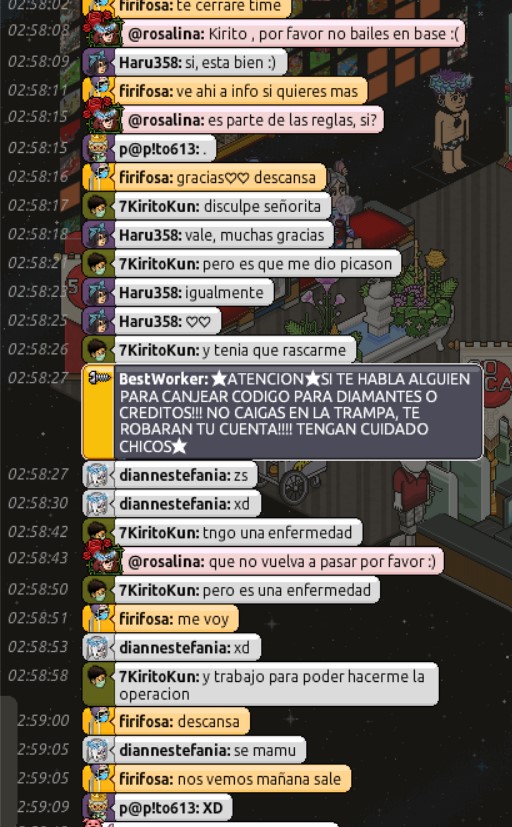 02:58:02 firifosa: te cerrare time
02:58:08 @rosalina: Kirito , por favor no bailes en base :(
02:58:09 Haru358: si, esta bien :)
02:58:11 firifosa: ve ahi a info si quieres mas
02:58:15 @rosalina: es parte de las reglas, si?
02:58:15 p@p!to613: .
02:58:16 firifosa: gracias♡♡ descansa
02:58:17 7KiritoKun: disculpe señorita
02:58:18 Haru358: vale, muchas gracias
02:58:2 7KiritoKun: pero es que me dio picason
02:58:23 Haru358: igualmente
02:58:25 Haru358: ♡♡
02:58:26 7KiritoKun: y tenia que rascarme
02:58:27 BestWorker: ★ATENCION★SI TE HABLA ALGUIEN
PARA CANJEAR CODIGO PARA DIAMANTES O
CREDITOS!!! NO CAIGAS EN LA TRAMPA, TE
ROBARAN TU CUENTA!!!! TENGAN CUIDADO
CHICOS★
02:58:27 diannestefania: zs
02:58:30 diannestefania: xd
02:58:42 7KiritoKun: tngo una enfermedad
02:58:43 @rosalina: que no vuelva a pasar por favor :)
02:58:50 7KiritoKun: pero es una enfermedad
02:58:51 firifosa: me voy
02:58:53 diannestefania: xd
02:58:58 7KiritoKun: y trabajo para poder hacerme la
operacion
2:59:00 firifosa: descansa
2:59:05 diannestefania: se mamu
2:59:05 firifosa: nos vemos mañana sale
2:59:09 p@p!to613: XD